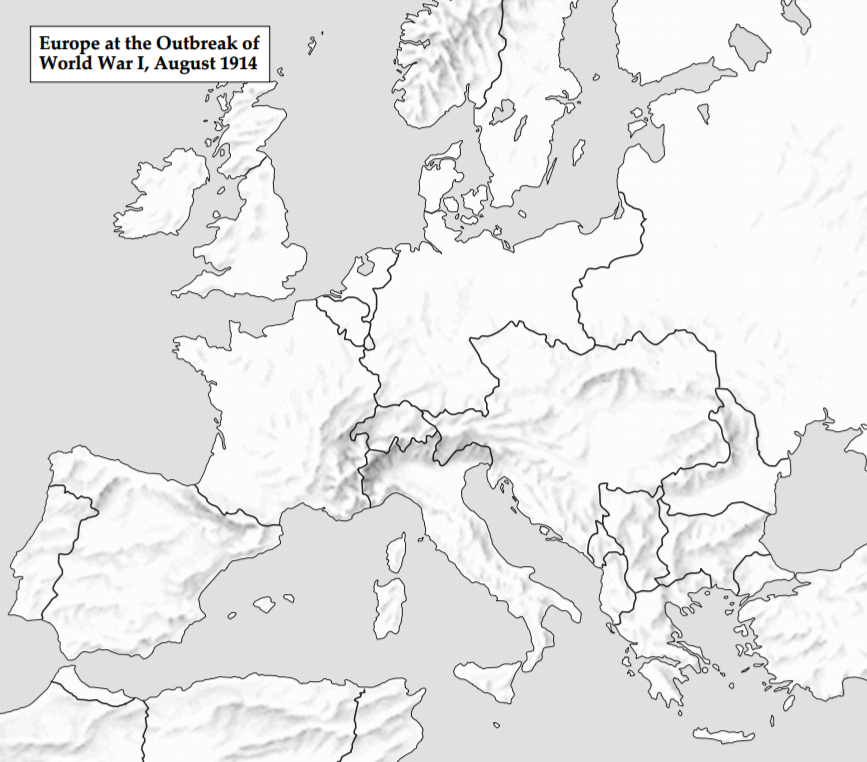 Europe at the Outbreak of
World War I, August 1914